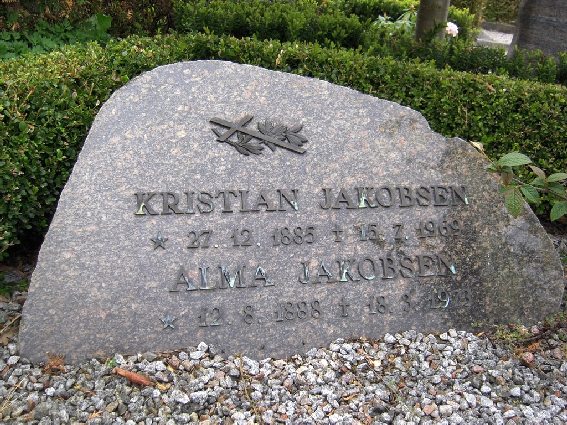 KRISTIAN JAKOBSEN
* 27. 12. 1885 † 15. 7. 1969
ALMA JAKOBSEN
* 12. 8. 1888 † 18. 3.